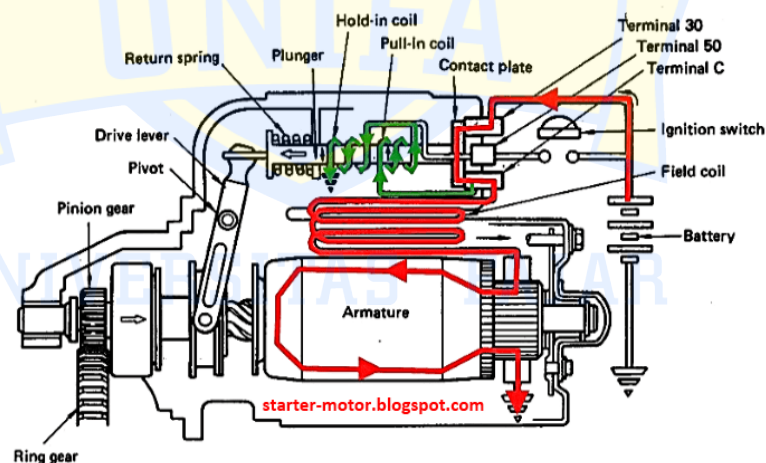 Hold-in coil
Pull-in coil
Return spring
Plunger
Contact plate
Terminal 30
Terminal 50
Terminal C
Drive lever
Ignition switch
Pivot
Field coil
Pinion gear
Battery
UNIVERSITAS
Armature
starter-motor.blogspot.com
Ring gear